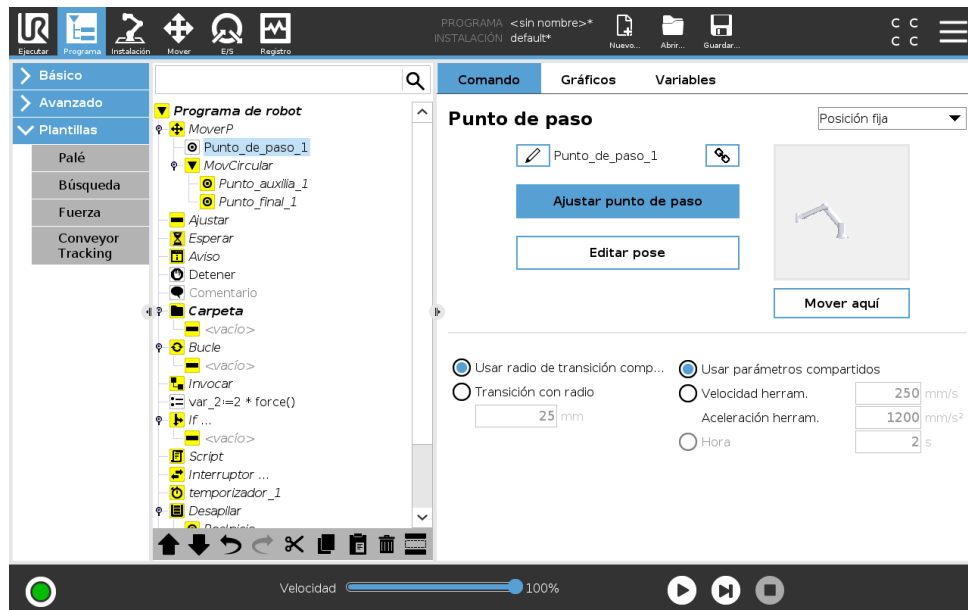 UR
Ejecutar
Programa
Instalación
Mover
E/S
Registro
PROGRAMA <sin nombre>*
INSTALACIÓN default*
Nuevo...
Abrir...
Guardar...
C C
C C
Básico
Avanzado
Plantillas
Palé
Búsqueda
Fuerza
Conveyor
Tracking
Programa de robot
MoverP
Punto_de_paso_1
MovCircular
Punto_auxilia_1
Punto_final_1
Ajustar
Esperar
Aviso
Detener
Comentario
Carpeta
<vacío>
Bucle
<vacío>
Invocar
var_2:=2 * force()
If ...
<vacío>
Script
Interruptor ...
temporizador_1
Desapilar
Comando
Gráficos
Variables
Punto de paso
Posición fija
Punto_de_paso_1
Ajustar punto de paso
Editar pose
Mover aquí
Usar radio de transición comp...
Transición con radio
25 mm
Usar parámetros compartidos
Velocidad herram.
250 mm/s
Aceleración herram.
1200 mm/s²
Hora
2 s
Velocidad
100%